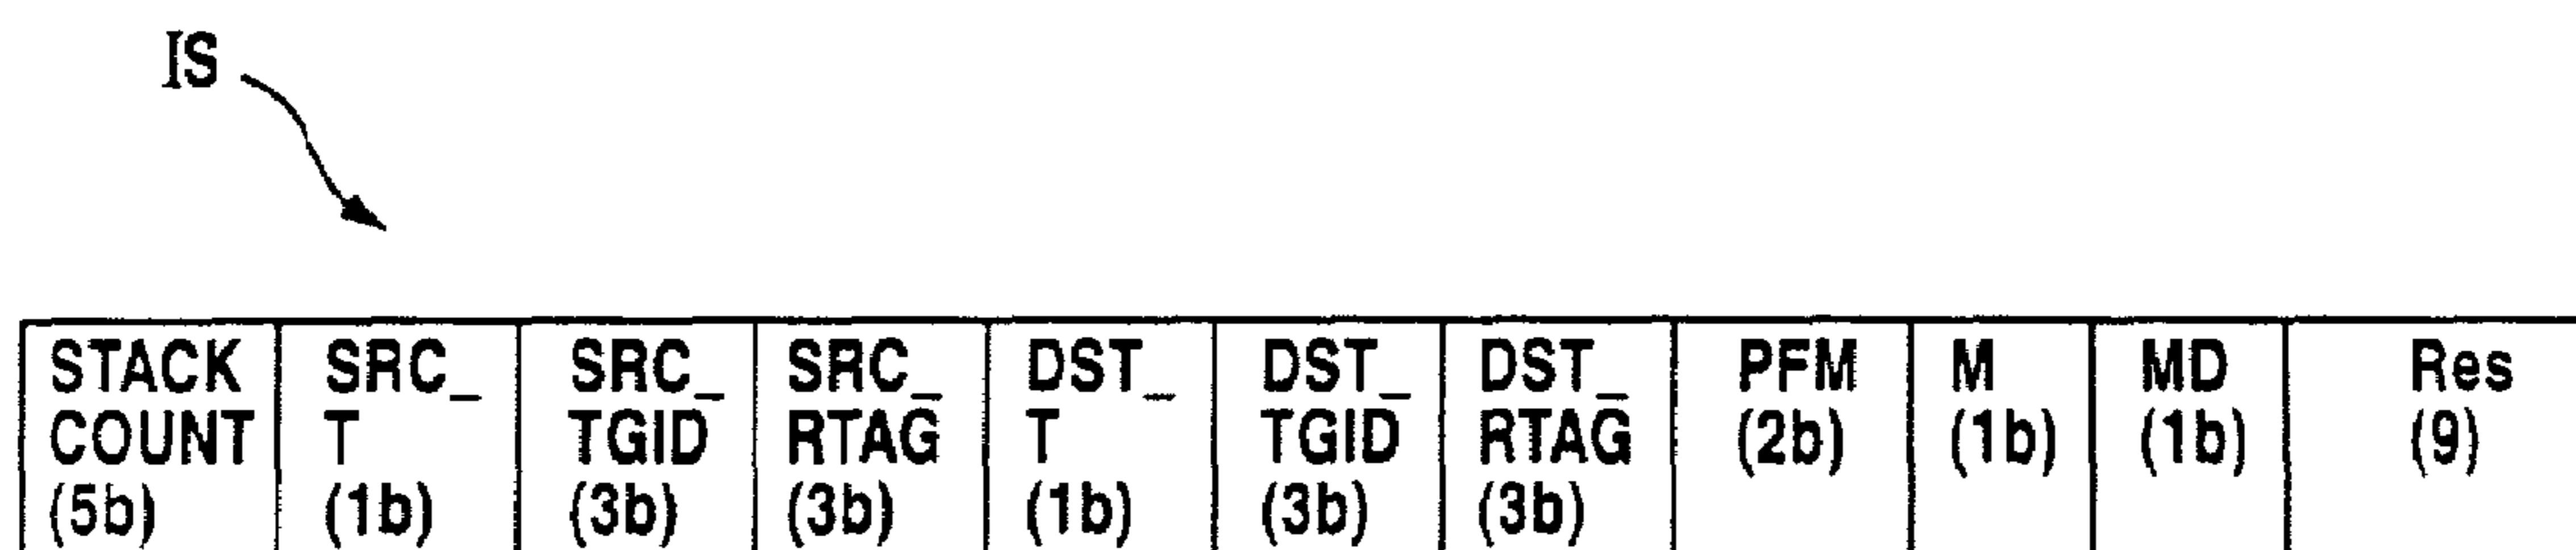 IS
STACK SRC_ SRC_ SRC_ DST_ DST_ DST_ PFM M MD Res
COUNT T TGID RTAG T TGID RTAG (2b) (1b) (1b) (9)
(5b) (1b) (3b) (3b) (1b) (3b) (3b)